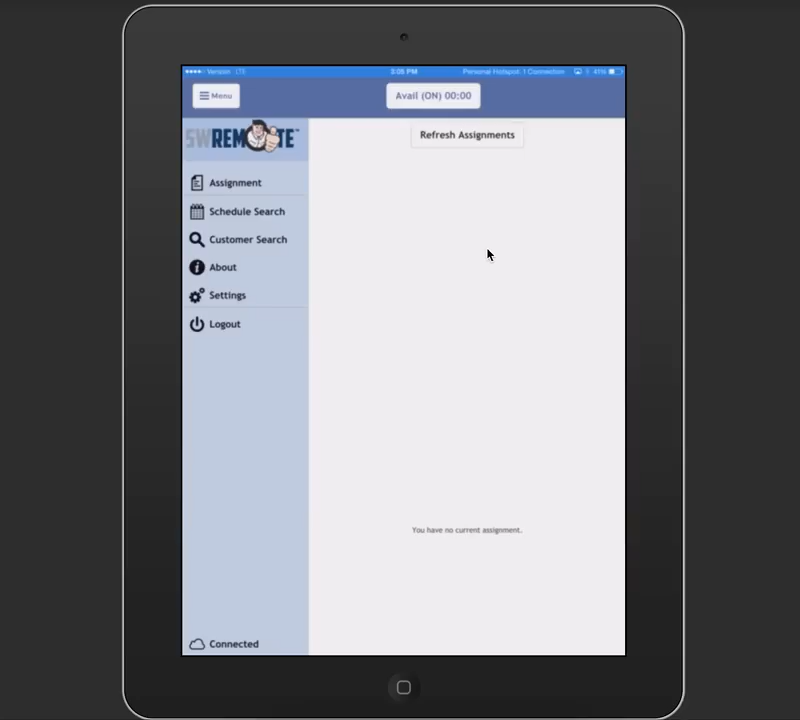 Verizon LTE 3:05 PM Personal Hotspot: 1 Connection 41%
Menu
Avail (ON) 00:00
SWREMOTE™
Refresh Assignments
Assignment
Schedule Search
Customer Search
About
Settings
Logout
You have no current assignment.
Connected